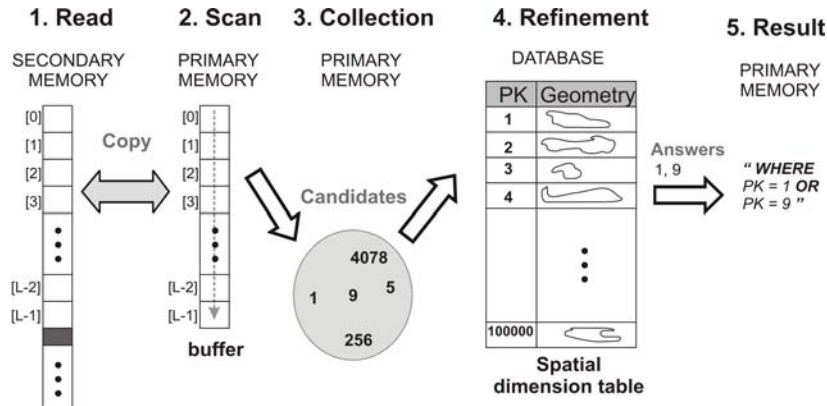 1. Read
SECONDARY
MEMORY
[0]
[1]
[2]
[3]
[L-2]
[L-1]
Copy
2. Scan
PRIMARY
MEMORY
[0]
[1]
[2]
[3]
[L-2]
[L-1]
buffer
3. Collection
PRIMARY
MEMORY
Candidates
4078
1 9 5
256
4. Refinement
DATABASE
PK Geometry
1
2
3
4
100000
Spatial
dimension table
Answers
1, 9
5. Result
PRIMARY
MEMORY
“ WHERE
PK = 1 OR
PK = 9 ”